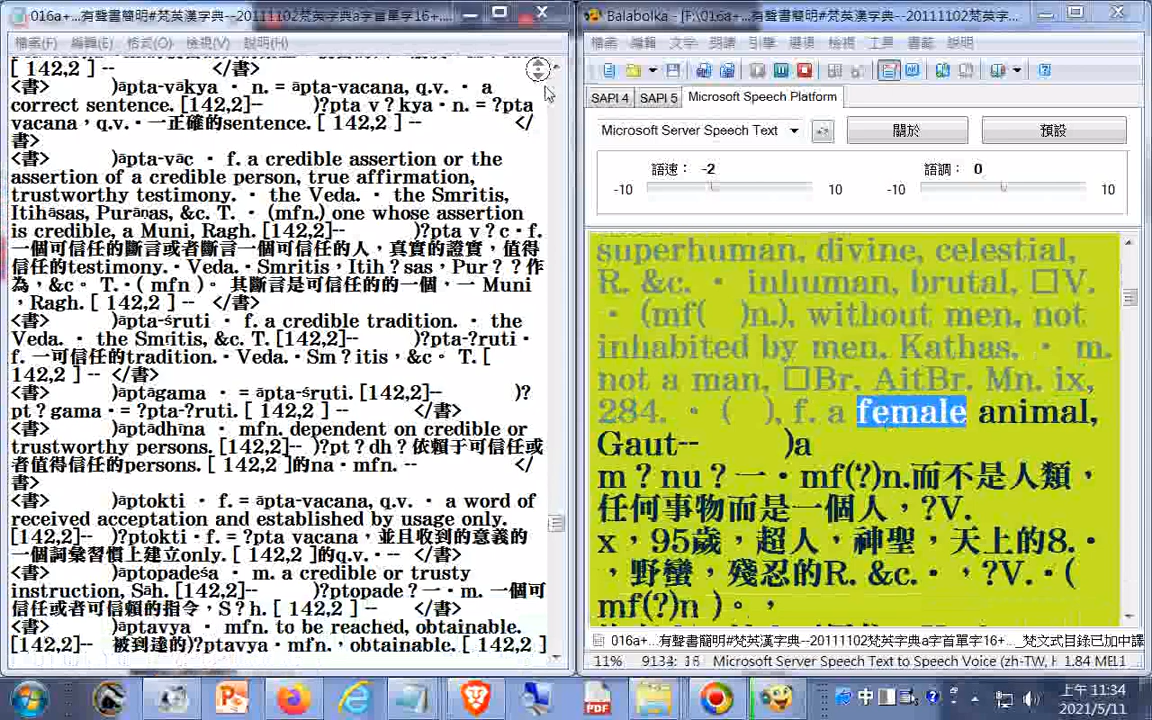 016a+...有聲書簡明#梵英漢字典--20111102梵英字典a字首單字16+...
檔案(F) 編輯(E) 格式(O) 檢視(V) 說明(H)
[ 142,2 ] -- </書>
<書> )āpta-vākya · n. = āpta-vacana, q.v. · a
correct sentence. [142,2]-- )?pta v?kya · n. = ?pta
vacana，q.v. · 一正確的sentence. [ 142,2 ] -- </
書>
<書> )āpta-vāc · f. a credible assertion or the
assertion of a credible person, true affirmation,
trustworthy testimony. · the Veda. · the Smritis,
Itihāsas, Purāṇas, &c. T. · (mfn.) one whose assertion
is credible, a Muni, Ragh. [142,2]-- )?pta v?c · f.
一個可信任的斷言或者斷言一個可信任的人，真實的證實，值得
信任的testimony. · Veda. · Smritis，Itih?sas，Pur??作
為，&c。T. · ( mfn )。 其斷言是可信任的的一個，一 Muni
，Ragh. [ 142,2 ] -- </書>
<書> )āpta-śruti · f. a credible tradition. · the
Veda. · the Smṛitis, &c. T. [142,2]-- )?pta-?ruti ·
f. 一可信任的tradition. · Veda. · Sm?itis，&c。T. [
142,2 ] -- </書>
<書> )āptâgama · = āpta-śruti. [142,2]-- )?
pt?gama · = ?pta-?ruti. [ 142,2 ] -- </書>
<書> )āptâdhīna · mfn. dependent on credible or
trustworthy persons. [142,2]-- )?pt?dh?依賴于可信任或
者值得信任的persons. [ 142,2 ]的na · mfn. -- </
書>
<書> )āptokti · f. = āpta-vacana, q.v. · a word of
received acceptation and established by usage only.
[142,2]-- )?ptokti · f. = ?pta vacana，並且收到的意義的
一個詞彙習慣上建立only. [ 142,2 ]的q.v. · -- </書>
<書> )āptopadeśa · m. a credible or trusty
instruction, Sāh. [142,2]-- )?ptopade?一 · m. 一個可
信任或者可信賴的指令，S?h. [ 142,2 ] -- </書>
<書> )āptavya · mfn. to be reached, obtainable.
[142,2]-- 被到達的)?ptavya · mfn.，obtainable. [ 142,2 ]
Balabolka - [F:\016a+...有聲書簡明#梵英漢字典--20111102梵英字...
檔案 編輯 文字 朗讀 引擎 選項 檢視 工具 書籤 說明
SAPI 4 SAPI 5 Microsoft Speech Platform
Microsoft Server Speech Text 關於 預設
語速： -2 語調： 0
-10 10 -10 10
superhuman, divine, celestial,
R. &c. · inhuman, brutal, □V.
· (mf( )n.), without men, not
inhabited by men, Kathas. · m.
not a man, □Br. AitBr. Mn. ix,
284. · ( ), f. a female animal,
Gaut-- )a
m?nu?一 · mf(?)n.而不是人類，
任何事物而是一個人，?V.
x，95歲，超人，神聖，天上的8. ·
，野蠻，殘忍的R. &c. · ，?V. · (
mf(?)n )。，
016a+...有聲書簡明#梵英漢字典--20111102梵英字典a字首單字16+..._梵文式目錄已加中譯
11% 9134: 16 Microsoft Server Speech Text to Speech Voice (zh-TW, H 1.84 МБ
中
上午 11:34
2021/5/11